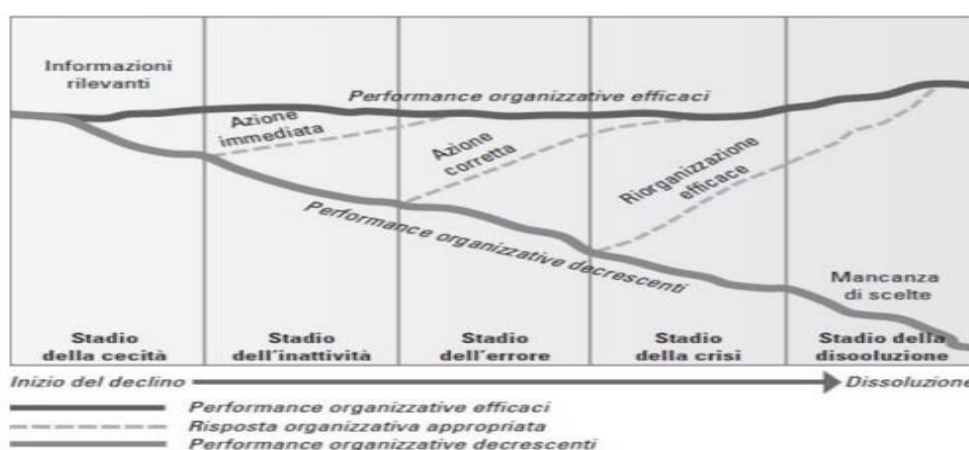 Informazioni
rilevanti
Performance organizzative efficaci
Azione
immediata
Azione
corretta
Riorganizzazione
efficace
Performance organizzative decrescenti
Mancanza
di scelte
Stadio
della cecità
Stadio
dell'inattività
Stadio
dell'errore
Stadio
della crisi
Stadio della
disooluzione
Inizio del declino
Dissoluzione
Performance organizzative efficaci
Risposta organizzativa appropriata
Performance organizzative decrescenti